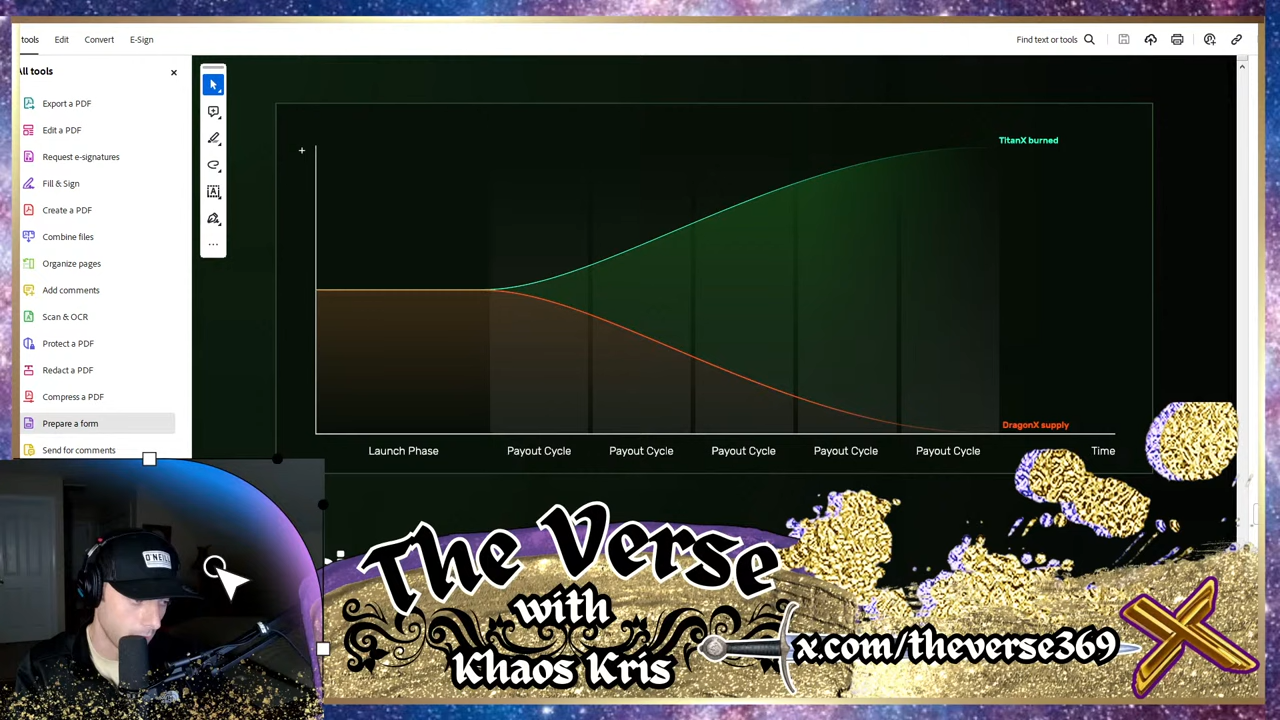 tools Edit Convert E-Sign
Find text or tools
All tools
Export a PDF
Edit a PDF
Request e-signatures
Fill & Sign
Create a PDF
Combine files
Organize pages
Add comments
Scan & OCR
Protect a PDF
Redact a PDF
Compress a PDF
Prepare a form
Send for comments
TitanX burned
DragonX supply
Launch Phase Payout Cycle Payout Cycle Payout Cycle Payout Cycle Payout Cycle Time
O'NEILL
The Verse
with
Khaos Kris
x.com/theverse369
X